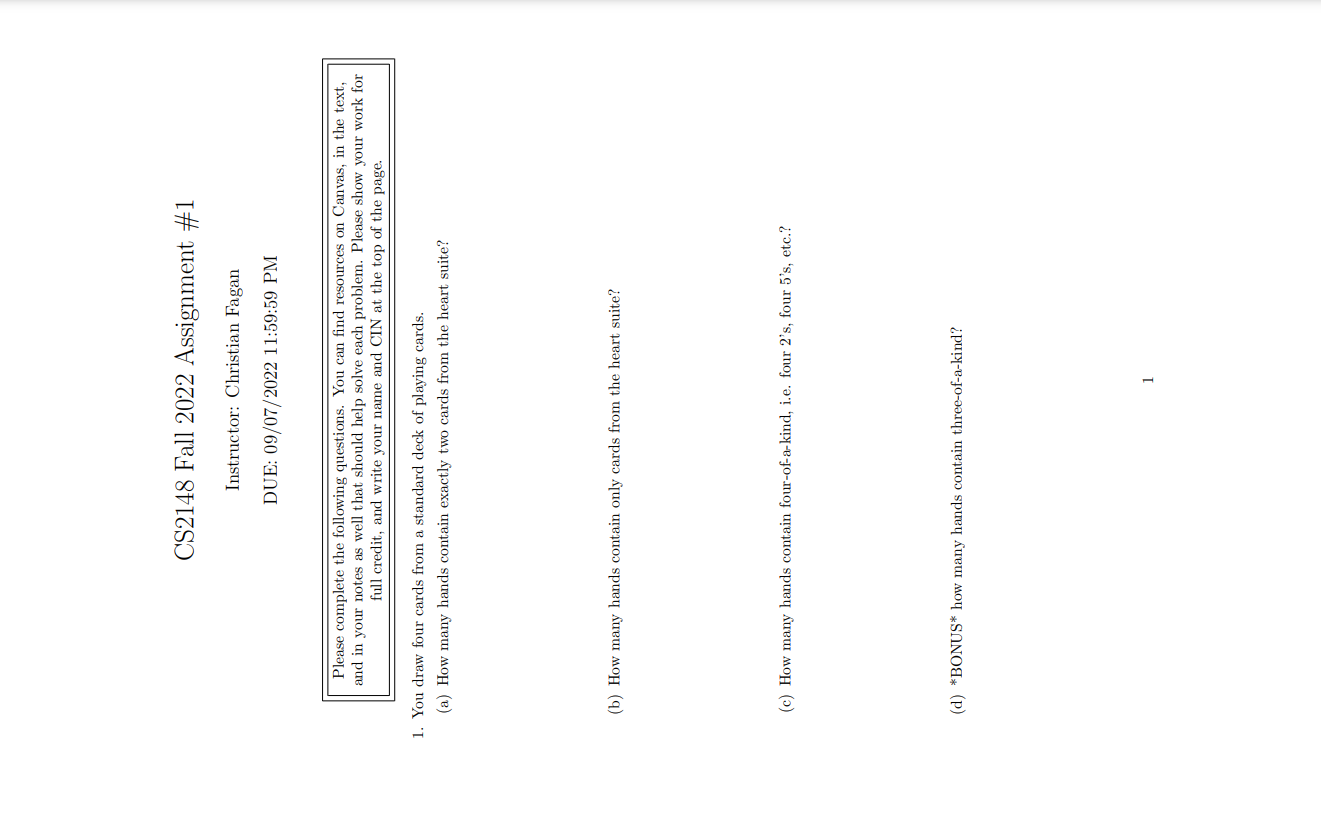 CS2148 Fall 2022 Assignment #1
Instructor: Christian Fagan
DUE: 09/07/2022 11:59:59 PM
Please complete the following questions. You can find resources on Canvas, in the text,
and in your notes as well that should help solve each problem. Please show your work for
full credit, and write your name and CIN at the top of the page.
1. You draw four cards from a standard deck of playing cards.
(a) How many hands contain exactly two cards from the heart suite?
(b) How many hands contain only cards from the heart suite?
(c) How many hands contain four-of-a-kind, i.e. four 2's, four 5's, etc.?
(d) *BONUS* how many hands contain three-of-a-kind?
1